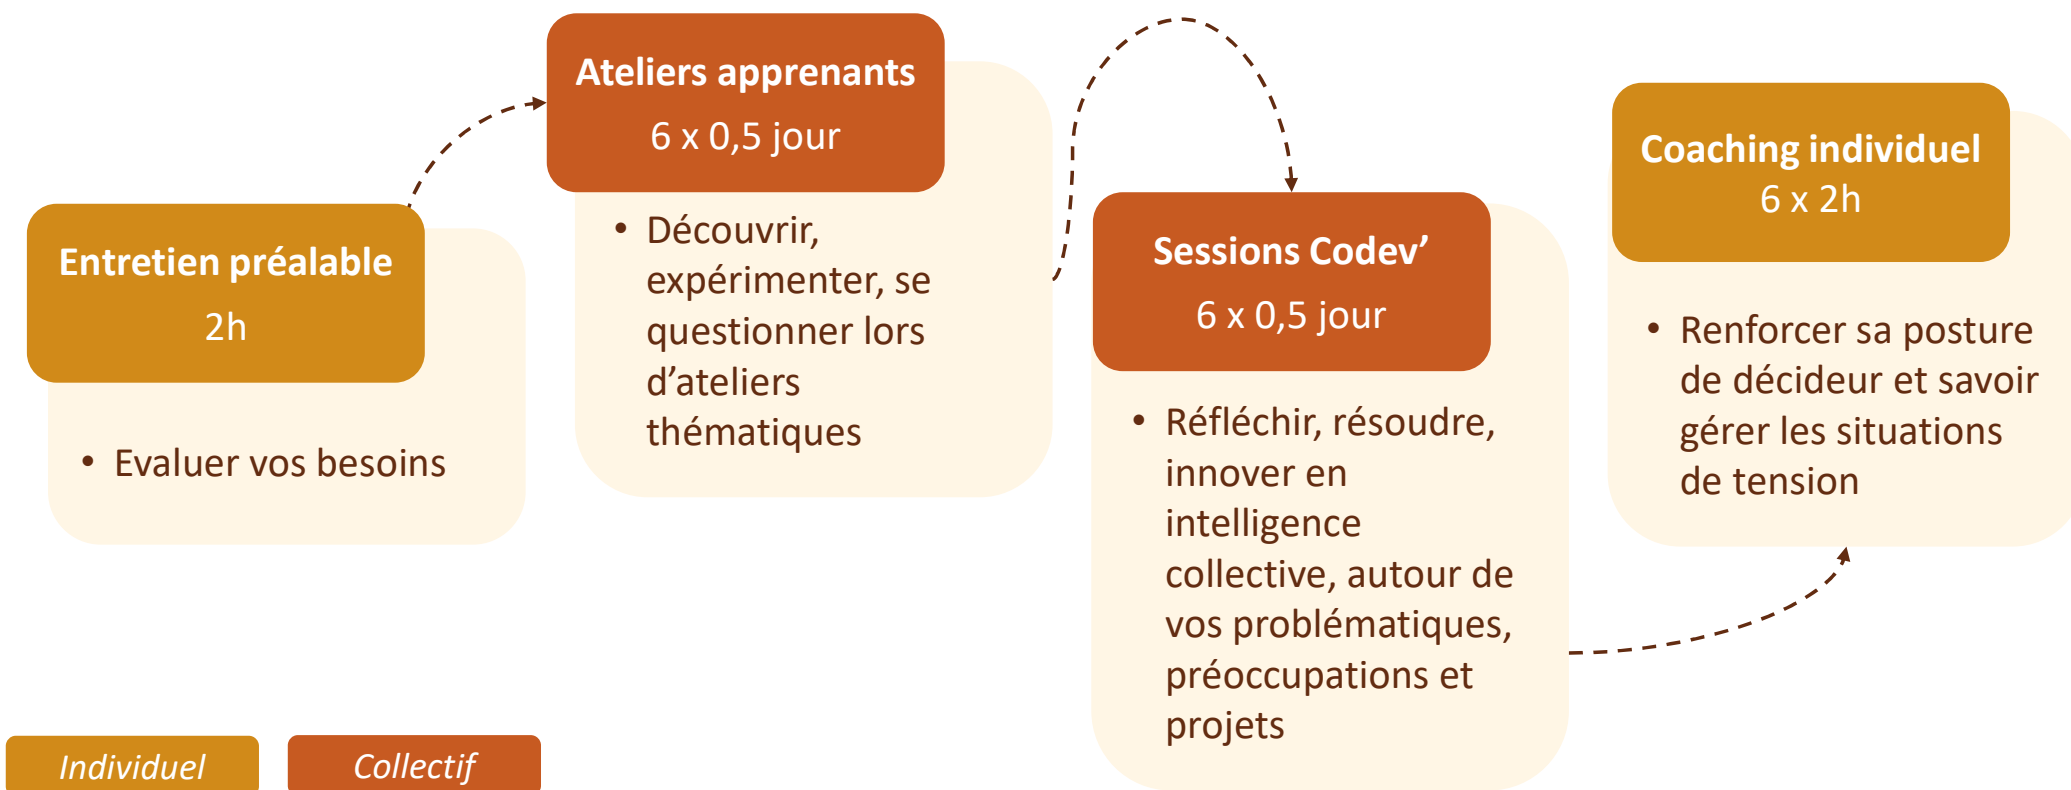 Entretien préalable
2h
• Evaluer vos besoins
Ateliers apprenants
6 x 0,5 jour
• Découvrir,
expérimenter, se
questionner lors
d’ateliers
thématiques
Sessions Codev’
6 x 0,5 jour
• Réfléchir, résoudre,
innover en
intelligence
collective, autour de
vos problématiques,
préoccupations et
projets
Coaching individuel
6 x 2h
• Renforcer sa posture
de décideur et savoir
gérer les situations
de tension
Individuel
Collectif